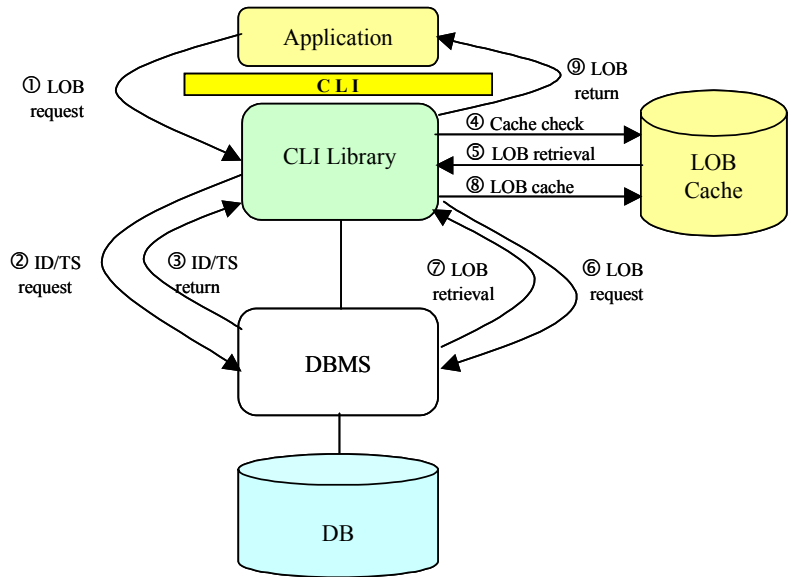 Application
① LOB
request
⑨ LOB
return
CLI
④ Cache check
CLI Library
⑤ LOB retrieval
⑧ LOB cache
LOB
Cache
② ID/TS
request
③ ID/TS
return
⑦ LOB
retrieval
⑥ LOB
request
DBMS
DB